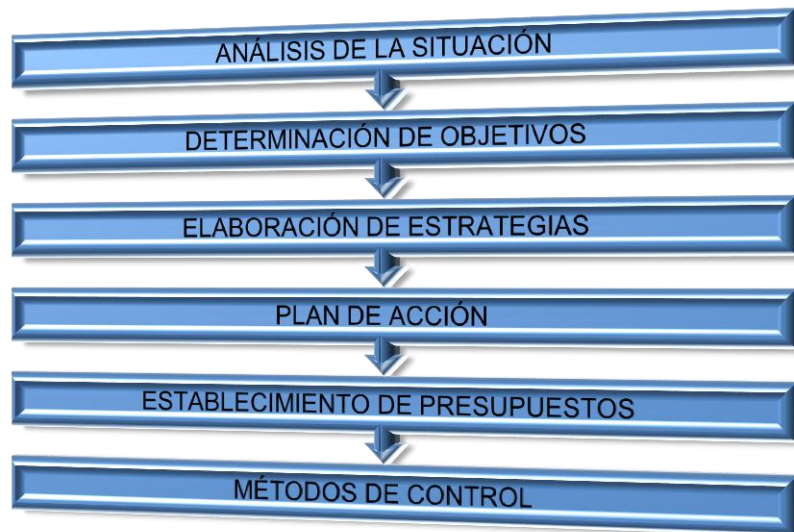 ANÁLISIS DE LA SITUACIÓN
DETERMINACIÓN DE OBJETIVOS
ELABORACIÓN DE ESTRATEGIAS
PLAN DE ACCIÓN
ESTABLECIMIENTO DE PRESUPUESTOS
MÉTODOS DE CONTROL